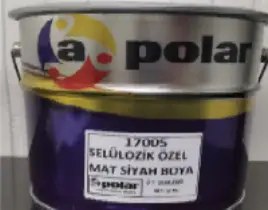 a polar
17005
SELÜLOZİK ÖZEL
MAT SİYAH BOYA
polar